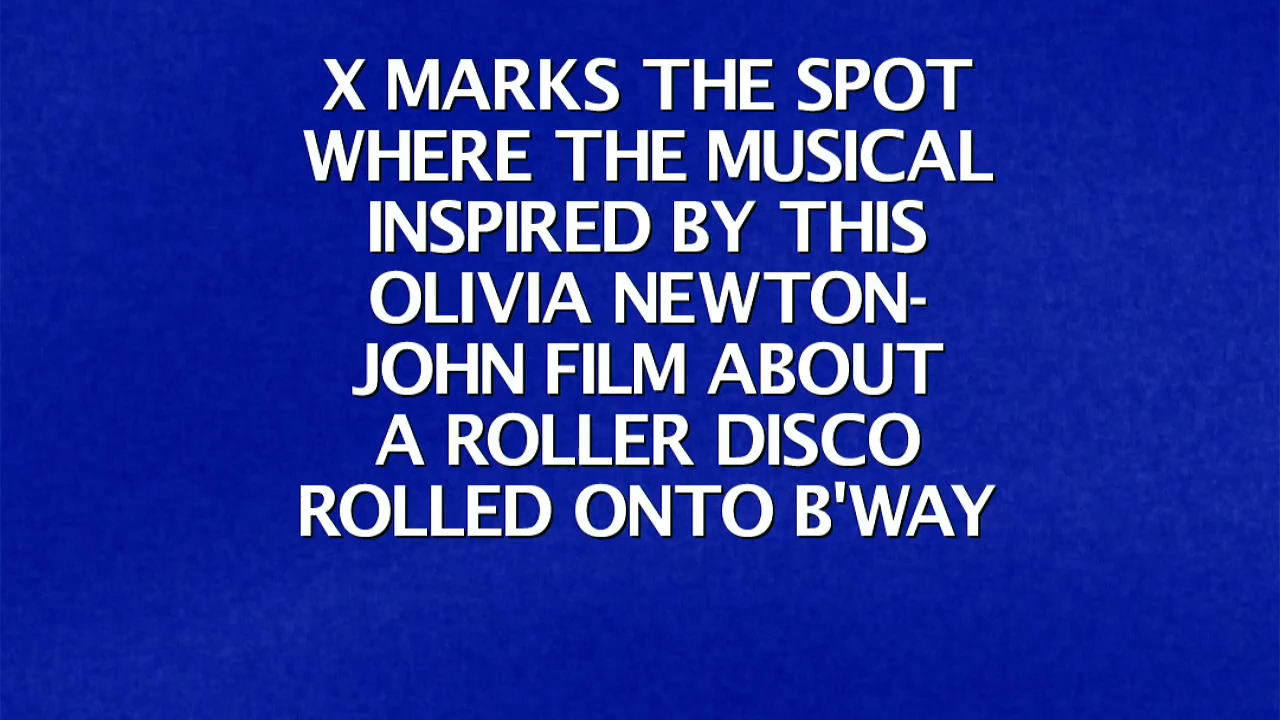 X MARKS THE SPOT
WHERE THE MUSICAL
INSPIRED BY THIS
OLIVIA NEWTON-
JOHN FILM ABOUT
A ROLLER DISCO
ROLLED ONTO B'WAY